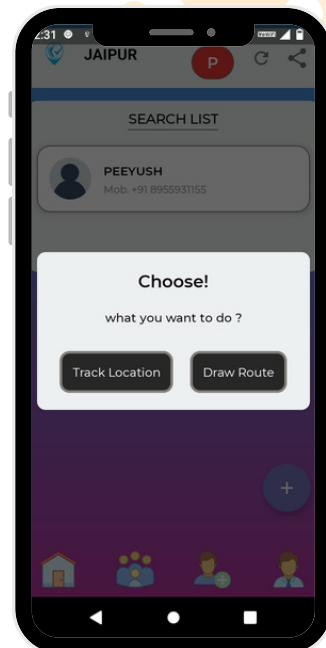 2:31
JAIPUR
P
SEARCH LIST
PEEYUSH
Mob. +91 8955931155
Choose!
what you want to do ?
Track Location
Draw Route
+